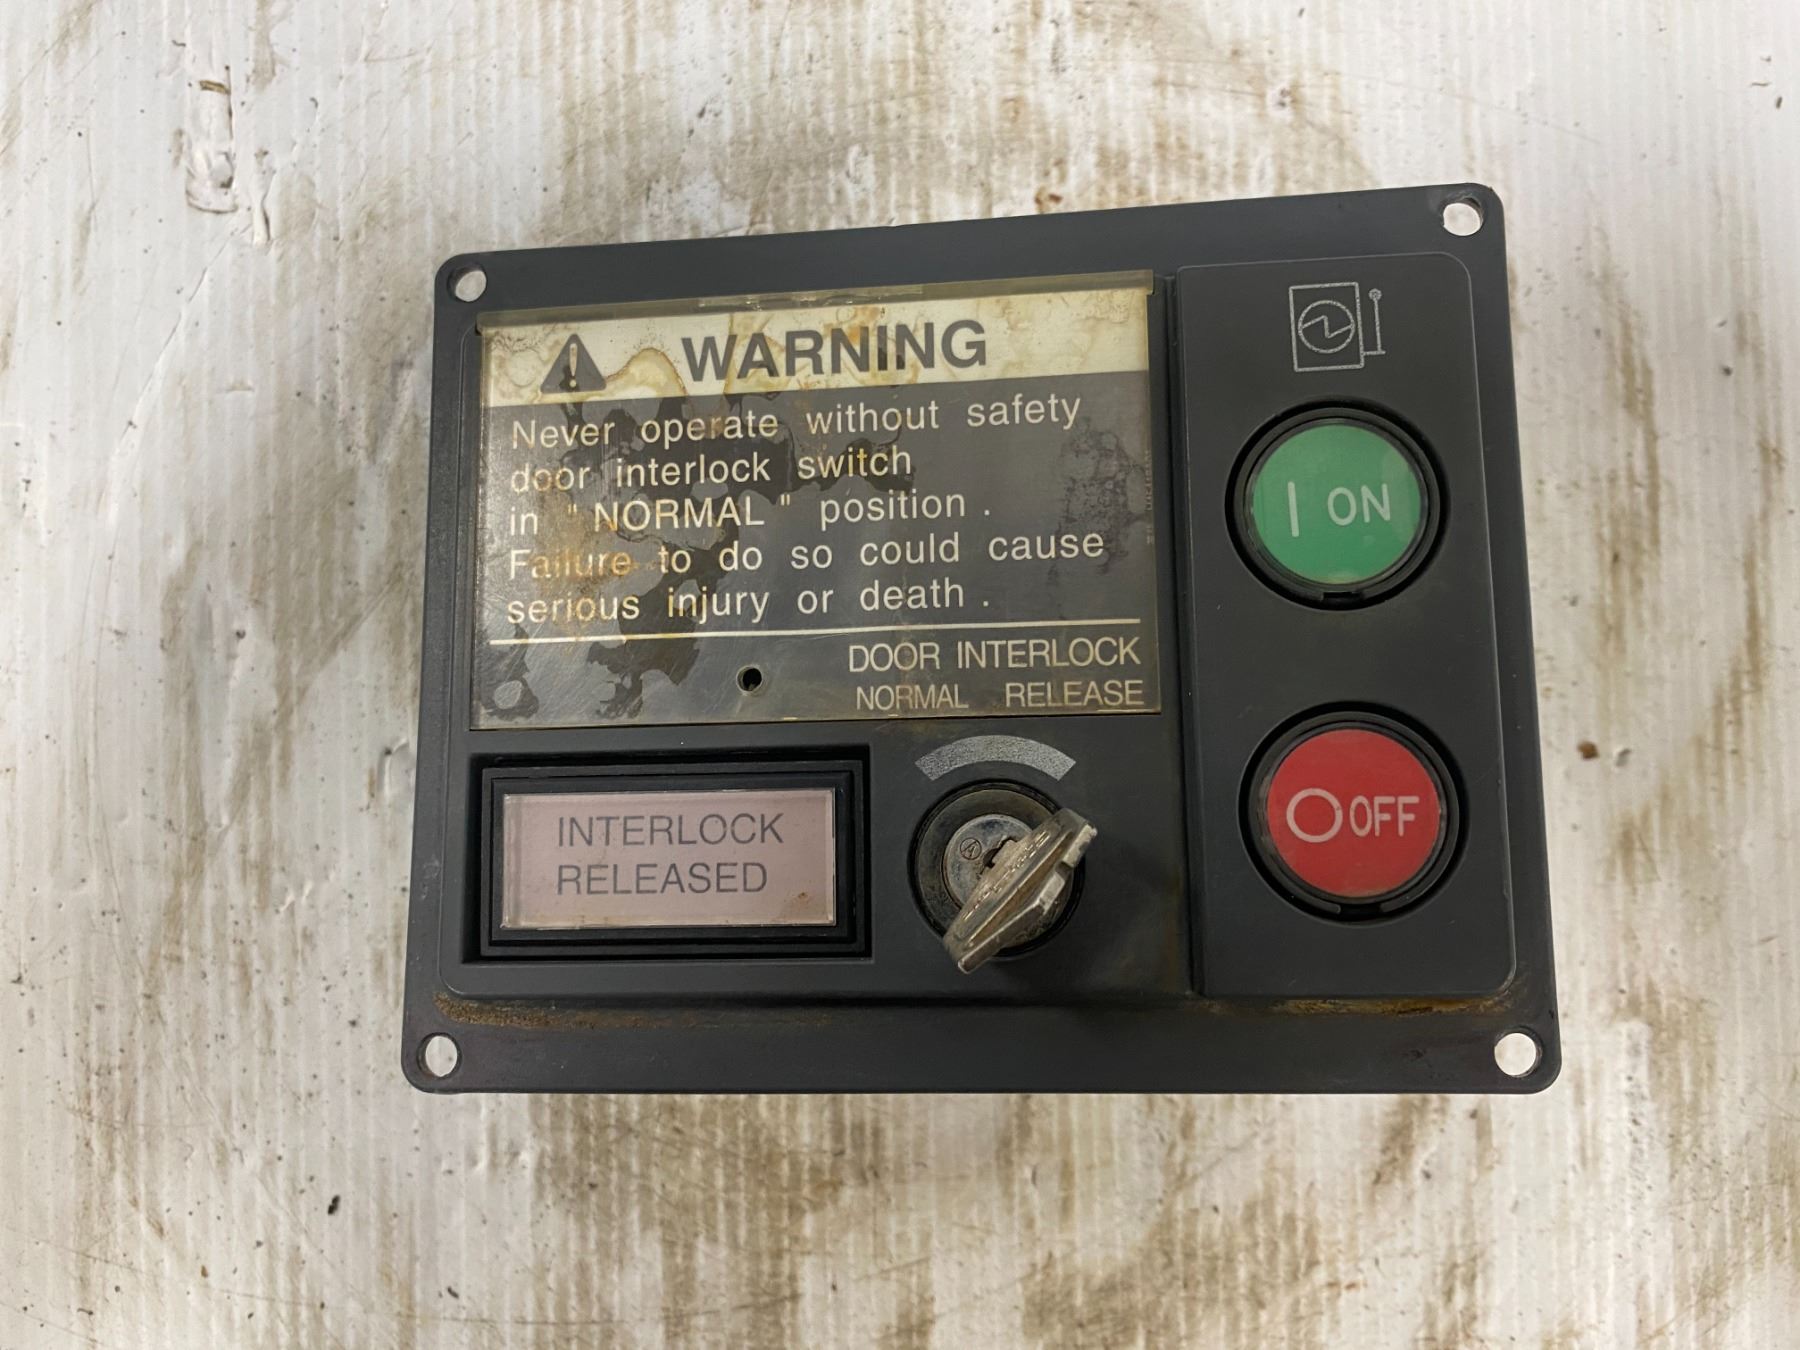 WARNING
Never operate without safety
door interlock switch
in "NORMAL" position.
Failure to do so could cause
serious injury or death.
DOOR INTERLOCK
NORMAL RELEASE
INTERLOCK
RELEASED
A
| ON
O OFF